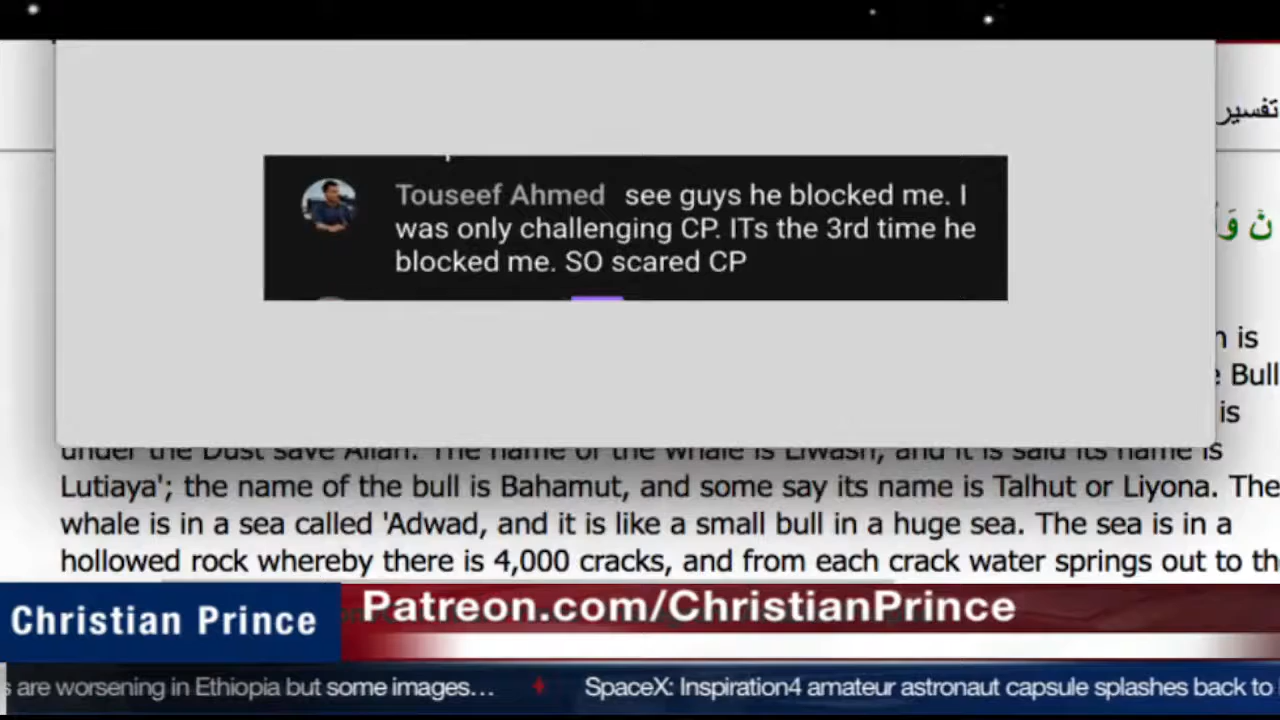 تفسير
Touseef Ahmed see guys he blocked me. I
was only challenging CP. ITs the 3rd time he
blocked me. SO scared CP
is
Bull
is
under the Dust save Allah. The name of the whale is Liwash, and it is said its name is
Lutiaya'; the name of the bull is Bahamut, and some say its name is Talhut or Liyona. The
whale is in a sea called 'Adwad, and it is like a small bull in a huge sea. The sea is in a
hollowed rock whereby there is 4,000 cracks, and from each crack water springs out to
Christian Prince
Patreon.com/ChristianPrince
are worsening in Ethiopia but some images... SpaceX: Inspiration4 amateur astronaut capsule splashes back to